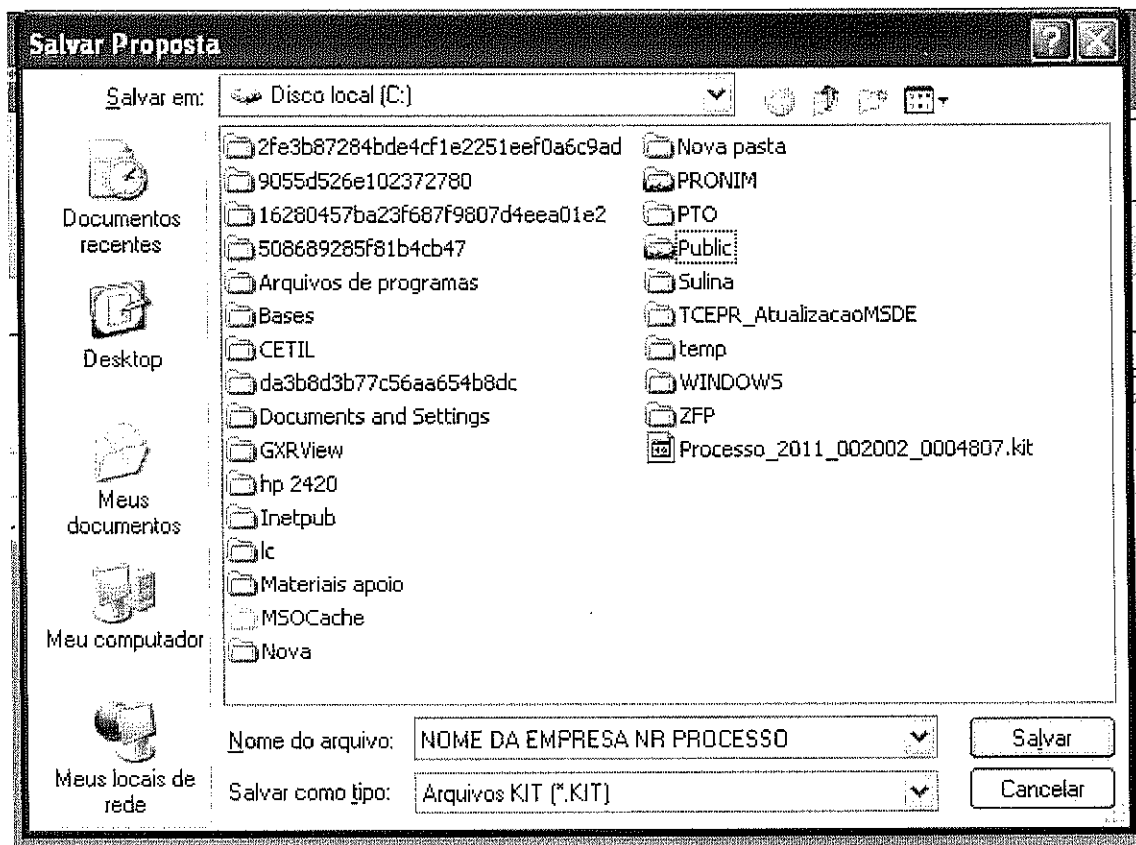 Salvar Proposta
Salvar em:
Disco local (C:)
Documentos
recentes
Desktop
Meus
documentos
Meu computador
Meus locais de
rede
2fe3b87284bde4cf1e2251eef0a6c9ad
9055d526e102372780
16280457ba23f687f9807d4eea01e2
508689285f81b4cb47
Arquivos de programas
Bases
CETIL
da3b8d3b77c56aa654b8dc
Documents and Settings
GXRView
hp 2420
Inetpub
lc
Materiais apoio
MSOCache
Nova
Nova pasta
PRONIM
PTO
Public
Sulina
TCEPR_AtualizacaoMSDE
temp
WINDOWS
ZFP
Processo_2011_002002_0004807.kit
Nome do arquivo:
NOME DA EMPRESA NR PROCESSO
Salvar
Salvar como tipo:
Arquivos KIT (*.KIT)
Cancelar